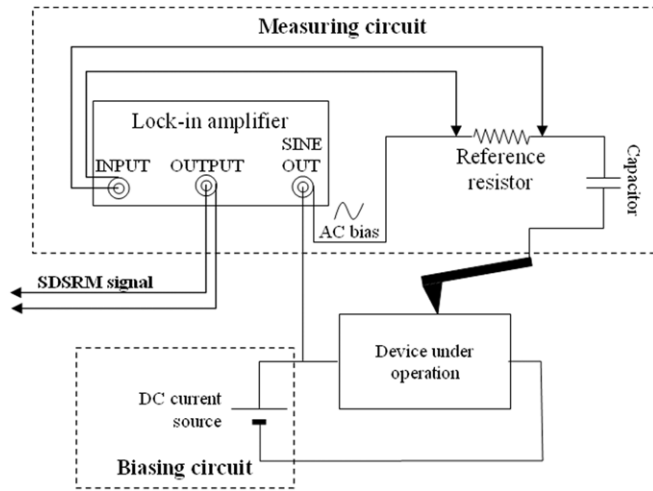 Measuring circuit
Lock-in amplifier
SINE
INPUT OUTPUT OUT
Reference
resistor
Capacitor
AC bias
SDSRM signal
Device under
operation
DC current
source
Biasing circuit